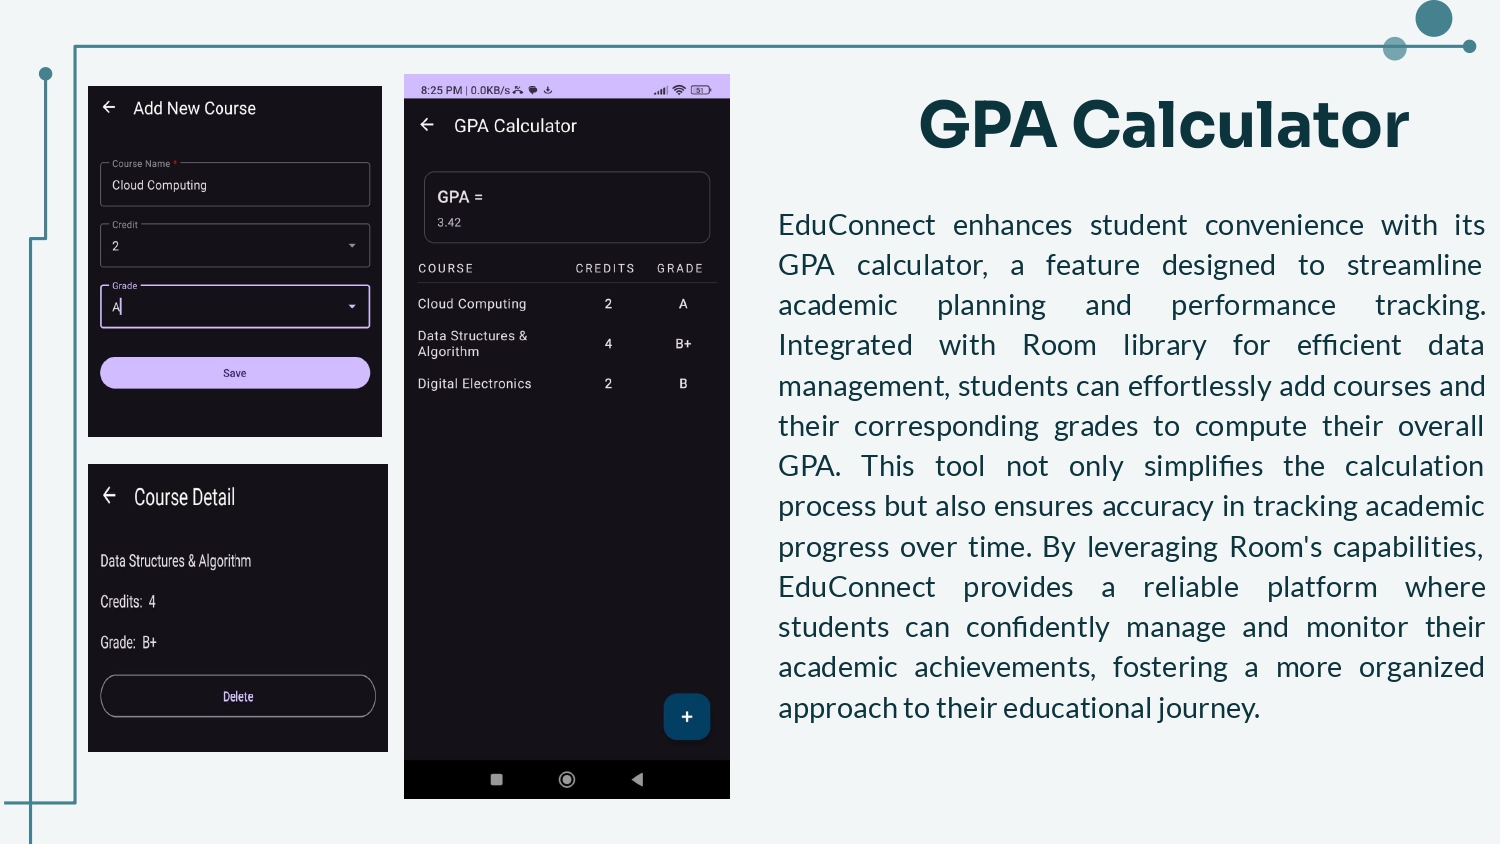 Add New Course
Course Name *
Cloud Computing
Credit
2
Grade
A
Save
Course Detail
Data Structures & Algorithm
Credits: 4
Grade: B+
Delete
8:25 PM | 0.0KB/s
51
GPA Calculator
GPA =
3.42
COURSE CREDITS GRADE
Cloud Computing 2 A
Data Structures &
Algorithm 4 B+
Digital Electronics 2 B
+
GPA Calculator
EduConnect enhances student convenience with its
GPA calculator, a feature designed to streamline
academic planning and performance tracking.
Integrated with Room library for efficient data
management, students can effortlessly add courses and
their corresponding grades to compute their overall
GPA. This tool not only simplifies the calculation
process but also ensures accuracy in tracking academic
progress over time. By leveraging Room's capabilities,
EduConnect provides a reliable platform where
students can confidently manage and monitor their
academic achievements, fostering a more organized
approach to their educational journey.